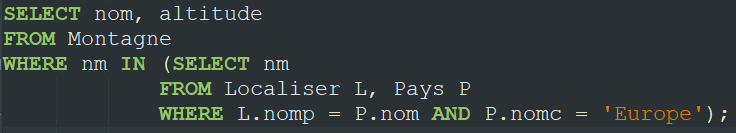 SELECT nom, altitude
FROM Montagne
WHERE nm IN (SELECT nm
FROM Localiser L, Pays P
WHERE L.nomp = P.nom AND P.nomc = 'Europe');